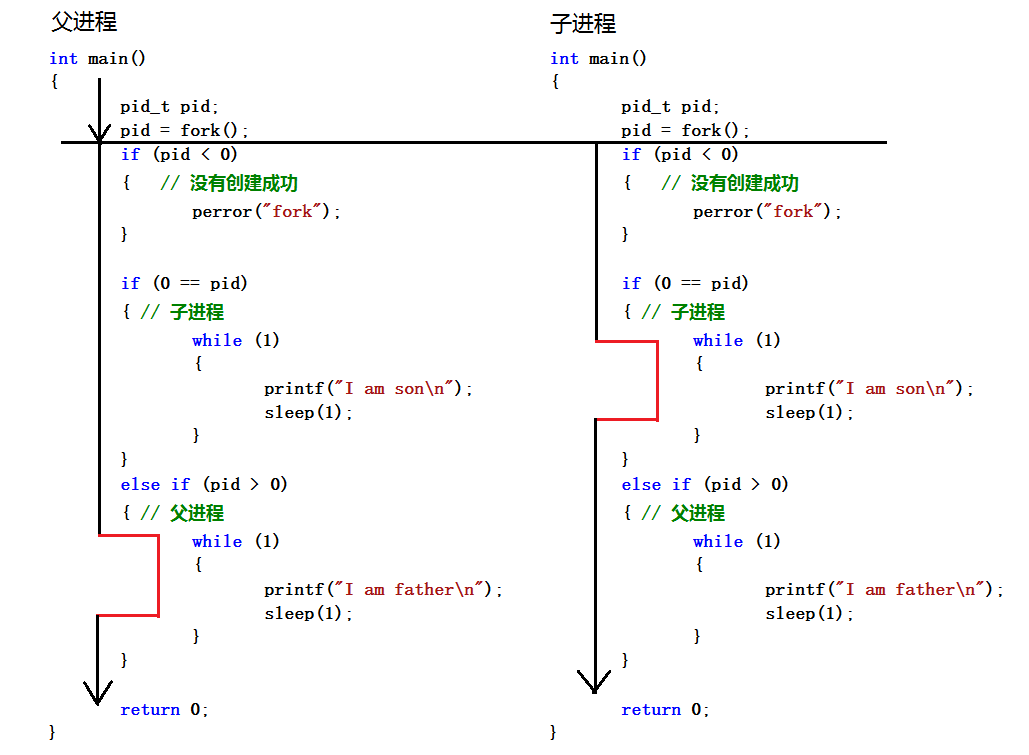 父进程
int main()
{
pid_t pid;
pid = fork();
if (pid < 0)
{ // 没有创建成功
perror("fork");
}
if (0 == pid)
{ // 子进程
while (1)
{
printf("I am son\n");
sleep(1);
}
}
else if (pid > 0)
{ // 父进程
while (1)
{
printf("I am father\n");
sleep(1);
}
}
return 0;
}
子进程
int main()
{
pid_t pid;
pid = fork();
if (pid < 0)
{ // 没有创建成功
perror("fork");
}
if (0 == pid)
{ // 子进程
while (1)
{
printf("I am son\n");
sleep(1);
}
}
else if (pid > 0)
{ // 父进程
while (1)
{
printf("I am father\n");
sleep(1);
}
}
return 0;
}